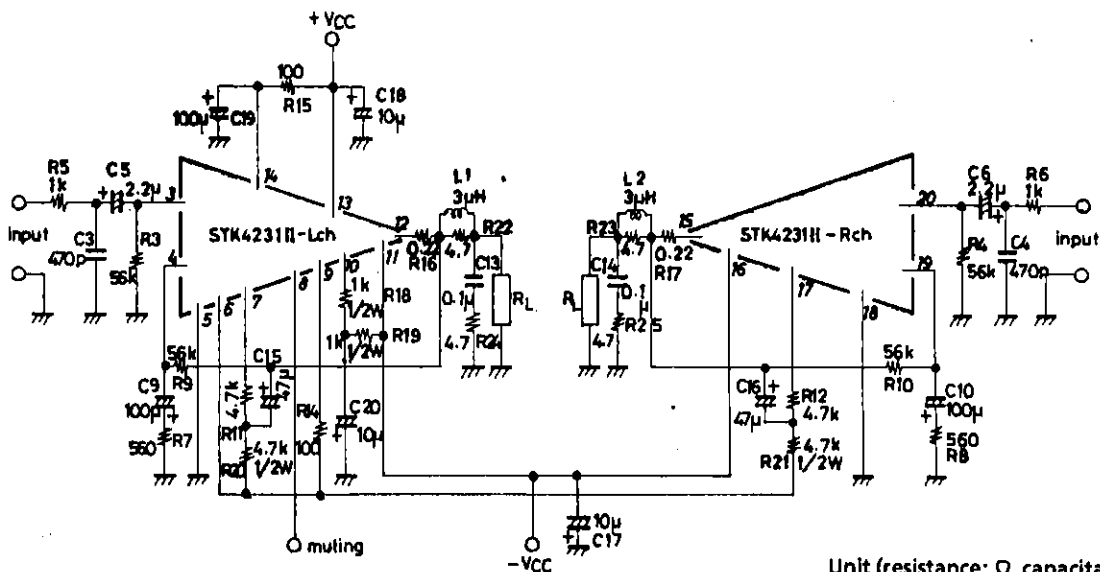 + VCC
100
R15
100μ
C19
C18
10μ
14
13
R5
1k
C5
2.2μ
3
input
C3
470p
R3
56k
4
STK4231II-Lch
12
0.22
R16
L1
3μH
4.7
R22
C13
0.1μ
R24
4.7
RL
5
6
7
8
9
10
11
1k
1/2W
R18
1k
1/2W
R19
56k
R9
C9
100μ
R7
560
C15
47μ
4.7k
R11
4.7k
1/2W
R20
R14
100
C20
10μ
muting
-VCC
10μ
C17
L2
3μH
R23
4.7
C14
0.1
μ
R25
4.7
RL
0.22
R17
15
STK4231II-Rch
16
17
18
19
20
C6
2.2μ
R6
1k
input
R4
56k
C4
470p
56k
R10
C16
47μ
R12
4.7k
4.7k
R21
1/2W
C10
100μ
560
R8
Unit (resistance: Ω, capacita